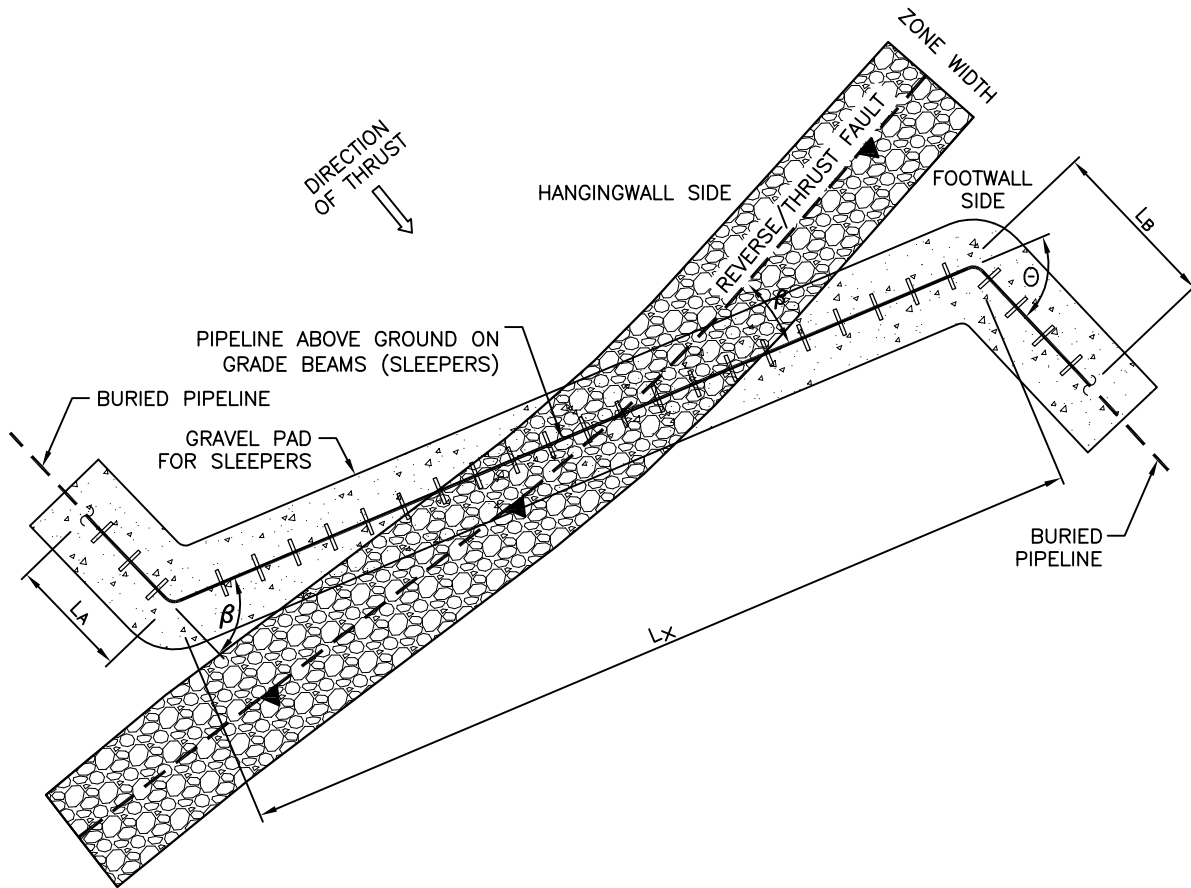 ZONE WIDTH
DIRECTION
OF THRUST
HANGINGWALL SIDE
REVERSE/THRUST FAULT
FOOTWALL
SIDE
LB
Θ
β
PIPELINE ABOVE GROUND ON
GRADE BEAMS (SLEEPERS)
BURIED PIPELINE
GRAVEL PAD
FOR SLEEPERS
BURIED
PIPELINE
LA
β
LX